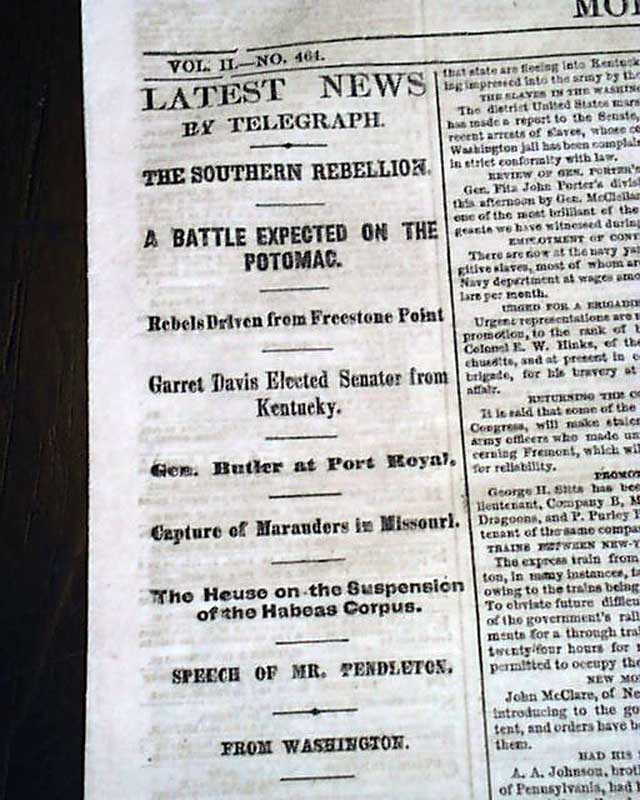 MO
VOL. II.—NO. 464.
LATEST NEWS
BY TELEGRAPH.
THE SOUTHERN REBELLION.
A BATTLE EXPECTED ON THE
POTOMAC.
Rebels Driven from Freestone Point
Garret Davis Elected Senator from
Kentucky.
Gen. Butler at Port Royal.
Capture of Marauders in Missouri.
The House on the Suspension
of the Habeas Corpus.
SPEECH OF MR. PENDLETON.
FROM WASHINGTON.
that state are fleeing into Kentuck
ing impressed into the army by th
THE SLAVES IN THE WASHIN
The district United States mars
has made a report to the Senate,
recent arrests of slaves, whose c
Washington jail has been complai
in strict conformity with law.
REVIEW OF GEN. PORTER'S
Gen. Fitz John Porter's divisi
this afternoon by Gen. McClellan
one of the most brilliant of the
geants we have witnessed during
EMPLOYMENT OF CONT
There are now at the navy yar
gitive slaves, most of whom ar
Navy department at wages amo
lars per month.
URGED FOR A BRIGADI
Urgent representations are
promotion, to the rank of
Colonel E. W. Hinks, of the
chusetts, and at present in c
brigade, for his bravery at
affair.
RETURNING THE C
It is said that some of the
Congress, will make state
army officers who made un
cerning Fremont, which wil
for reliability.
PROMO
George H. Sitts has bee
lieutenant, Company B, M
Dragoons, and P. Purley
tenant of the same compa
TRAINS BETWEEN NEW-Y
The express train from
ton, in many instances, fa
owing to the trains being
To obviate future difficu
of the government's rail
ments for a through tra
twenty-four hours for
permitted to occupy the
NEW MO
John McClare, of Ne
introducing to the go
tent, and orders have b
them.
HAD HIS
A. A. Johnson, brot
of Pennsylvania, had